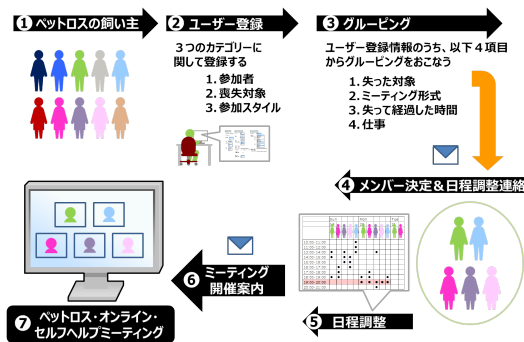 ❶ペットロスの飼い主
❷ユーザー登録
３つのカテゴリーに
関して登録する
1. 参加者
2. 喪失対象
3. 参加スタイル
❸グルーピング
ユーザー登録情報のうち、以下４項目
からグルーピングをおこなう
1. 失った対象
2. ミーティング形式
3. 失って経過した時間
4. 仕事
❹メンバー決定＆日程調整連絡
❺日程調整
❻ミーティング
開催案内
❼ペットロス・オンライン・
セルフヘルプミーティング